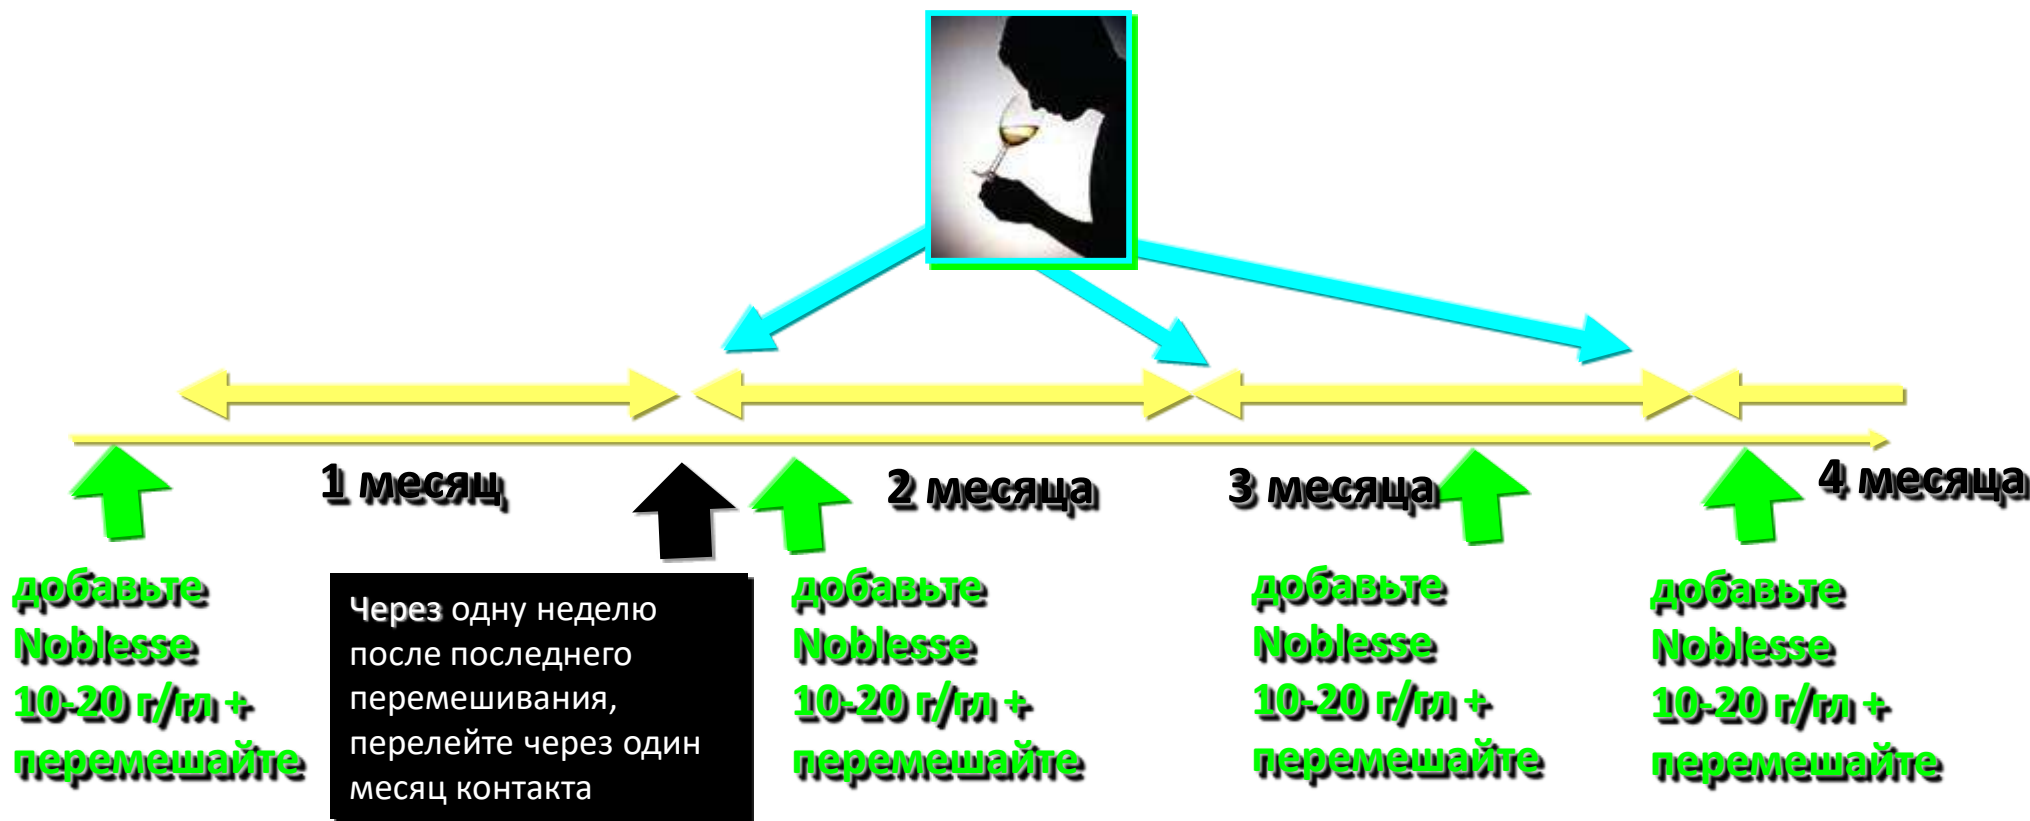 1 месяц
2 месяца
3 месяца
4 месяца
добавьте
Noblesse
10-20 г/гл +
перемешайте
Через одну неделю
после последнего
перемешивания,
перелейте через один
месяц контакта
добавьте
Noblesse
10-20 г/гл +
перемешайте
добавьте
Noblesse
10-20 г/гл +
перемешайте
добавьте
Noblesse
10-20 г/гл +
перемешайте